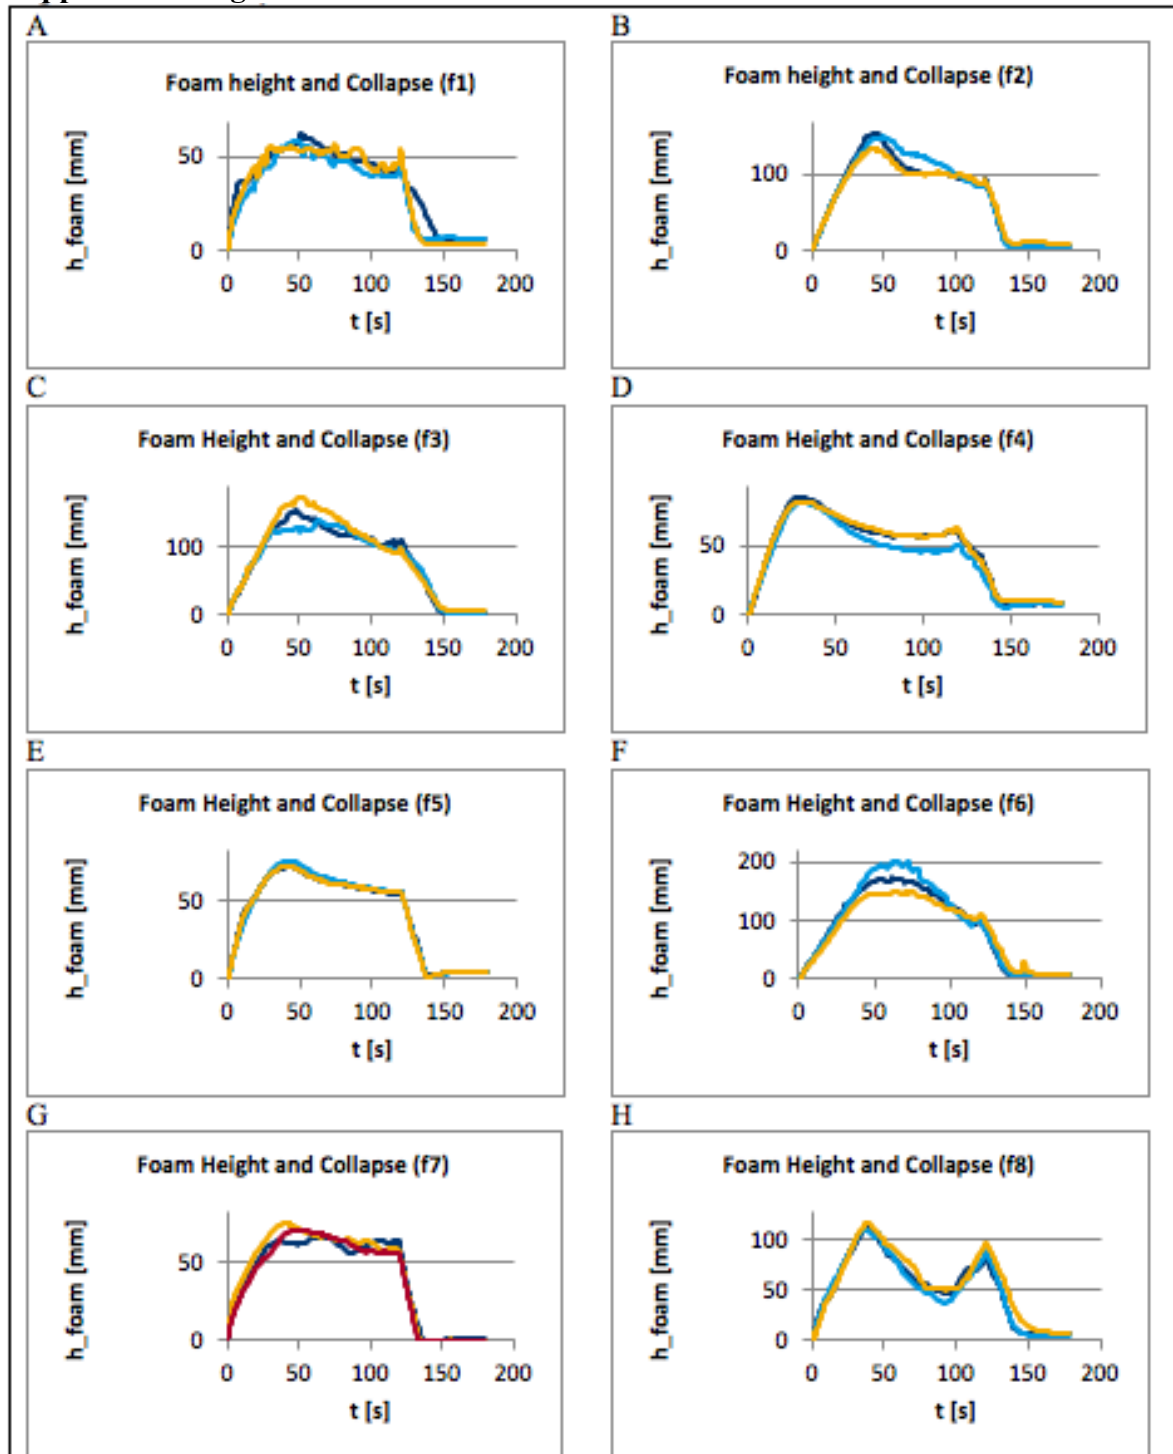 A
Foam height and Collapse (f1)
h_foam [mm]
50
0
0 50 100 150 200
t [s]
B
Foam height and Collapse (f2)
h_foam [mm]
100
0
0 50 100 150 200
t [s]
C
Foam Height and Collapse (f3)
h_foam [mm]
100
0
0 50 100 150 200
t [s]
D
Foam Height and Collapse (f4)
h_foam [mm]
50
0
0 50 100 150 200
t [s]
E
Foam Height and Collapse (f5)
h_foam [mm]
50
0
0 50 100 150 200
t [s]
F
Foam Height and Collapse (f6)
h_foam [mm]
200
100
0
0 50 100 150 200
t [s]
G
Foam Height and Collapse (f7)
h_foam [mm]
50
0
0 50 100 150 200
t [s]
H
Foam Height and Collapse (f8)
h_foam [mm]
100
50
0
0 50 100 150 200
t [s]